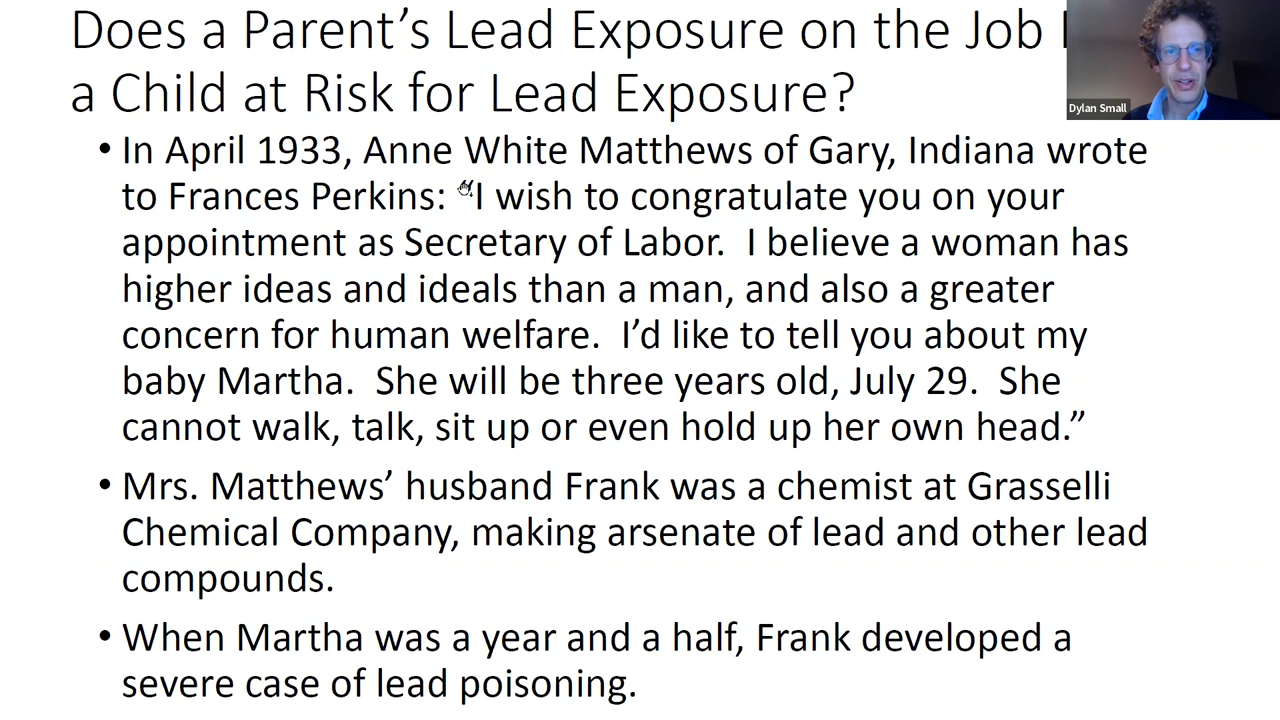 Does a Parent’s Lead Exposure on the Job
a Child at Risk for Lead Exposure?
Dylan Small
• In April 1933, Anne White Matthews of Gary, Indiana wrote
to Frances Perkins: “I wish to congratulate you on your
appointment as Secretary of Labor.  I believe a woman has
higher ideas and ideals than a man, and also a greater
concern for human welfare.  I’d like to tell you about my
baby Martha.  She will be three years old, July 29.  She
cannot walk, talk, sit up or even hold up her own head.”
• Mrs. Matthews’ husband Frank was a chemist at Grasselli
Chemical Company, making arsenate of lead and other lead
compounds.
• When Martha was a year and a half, Frank developed a
severe case of lead poisoning.